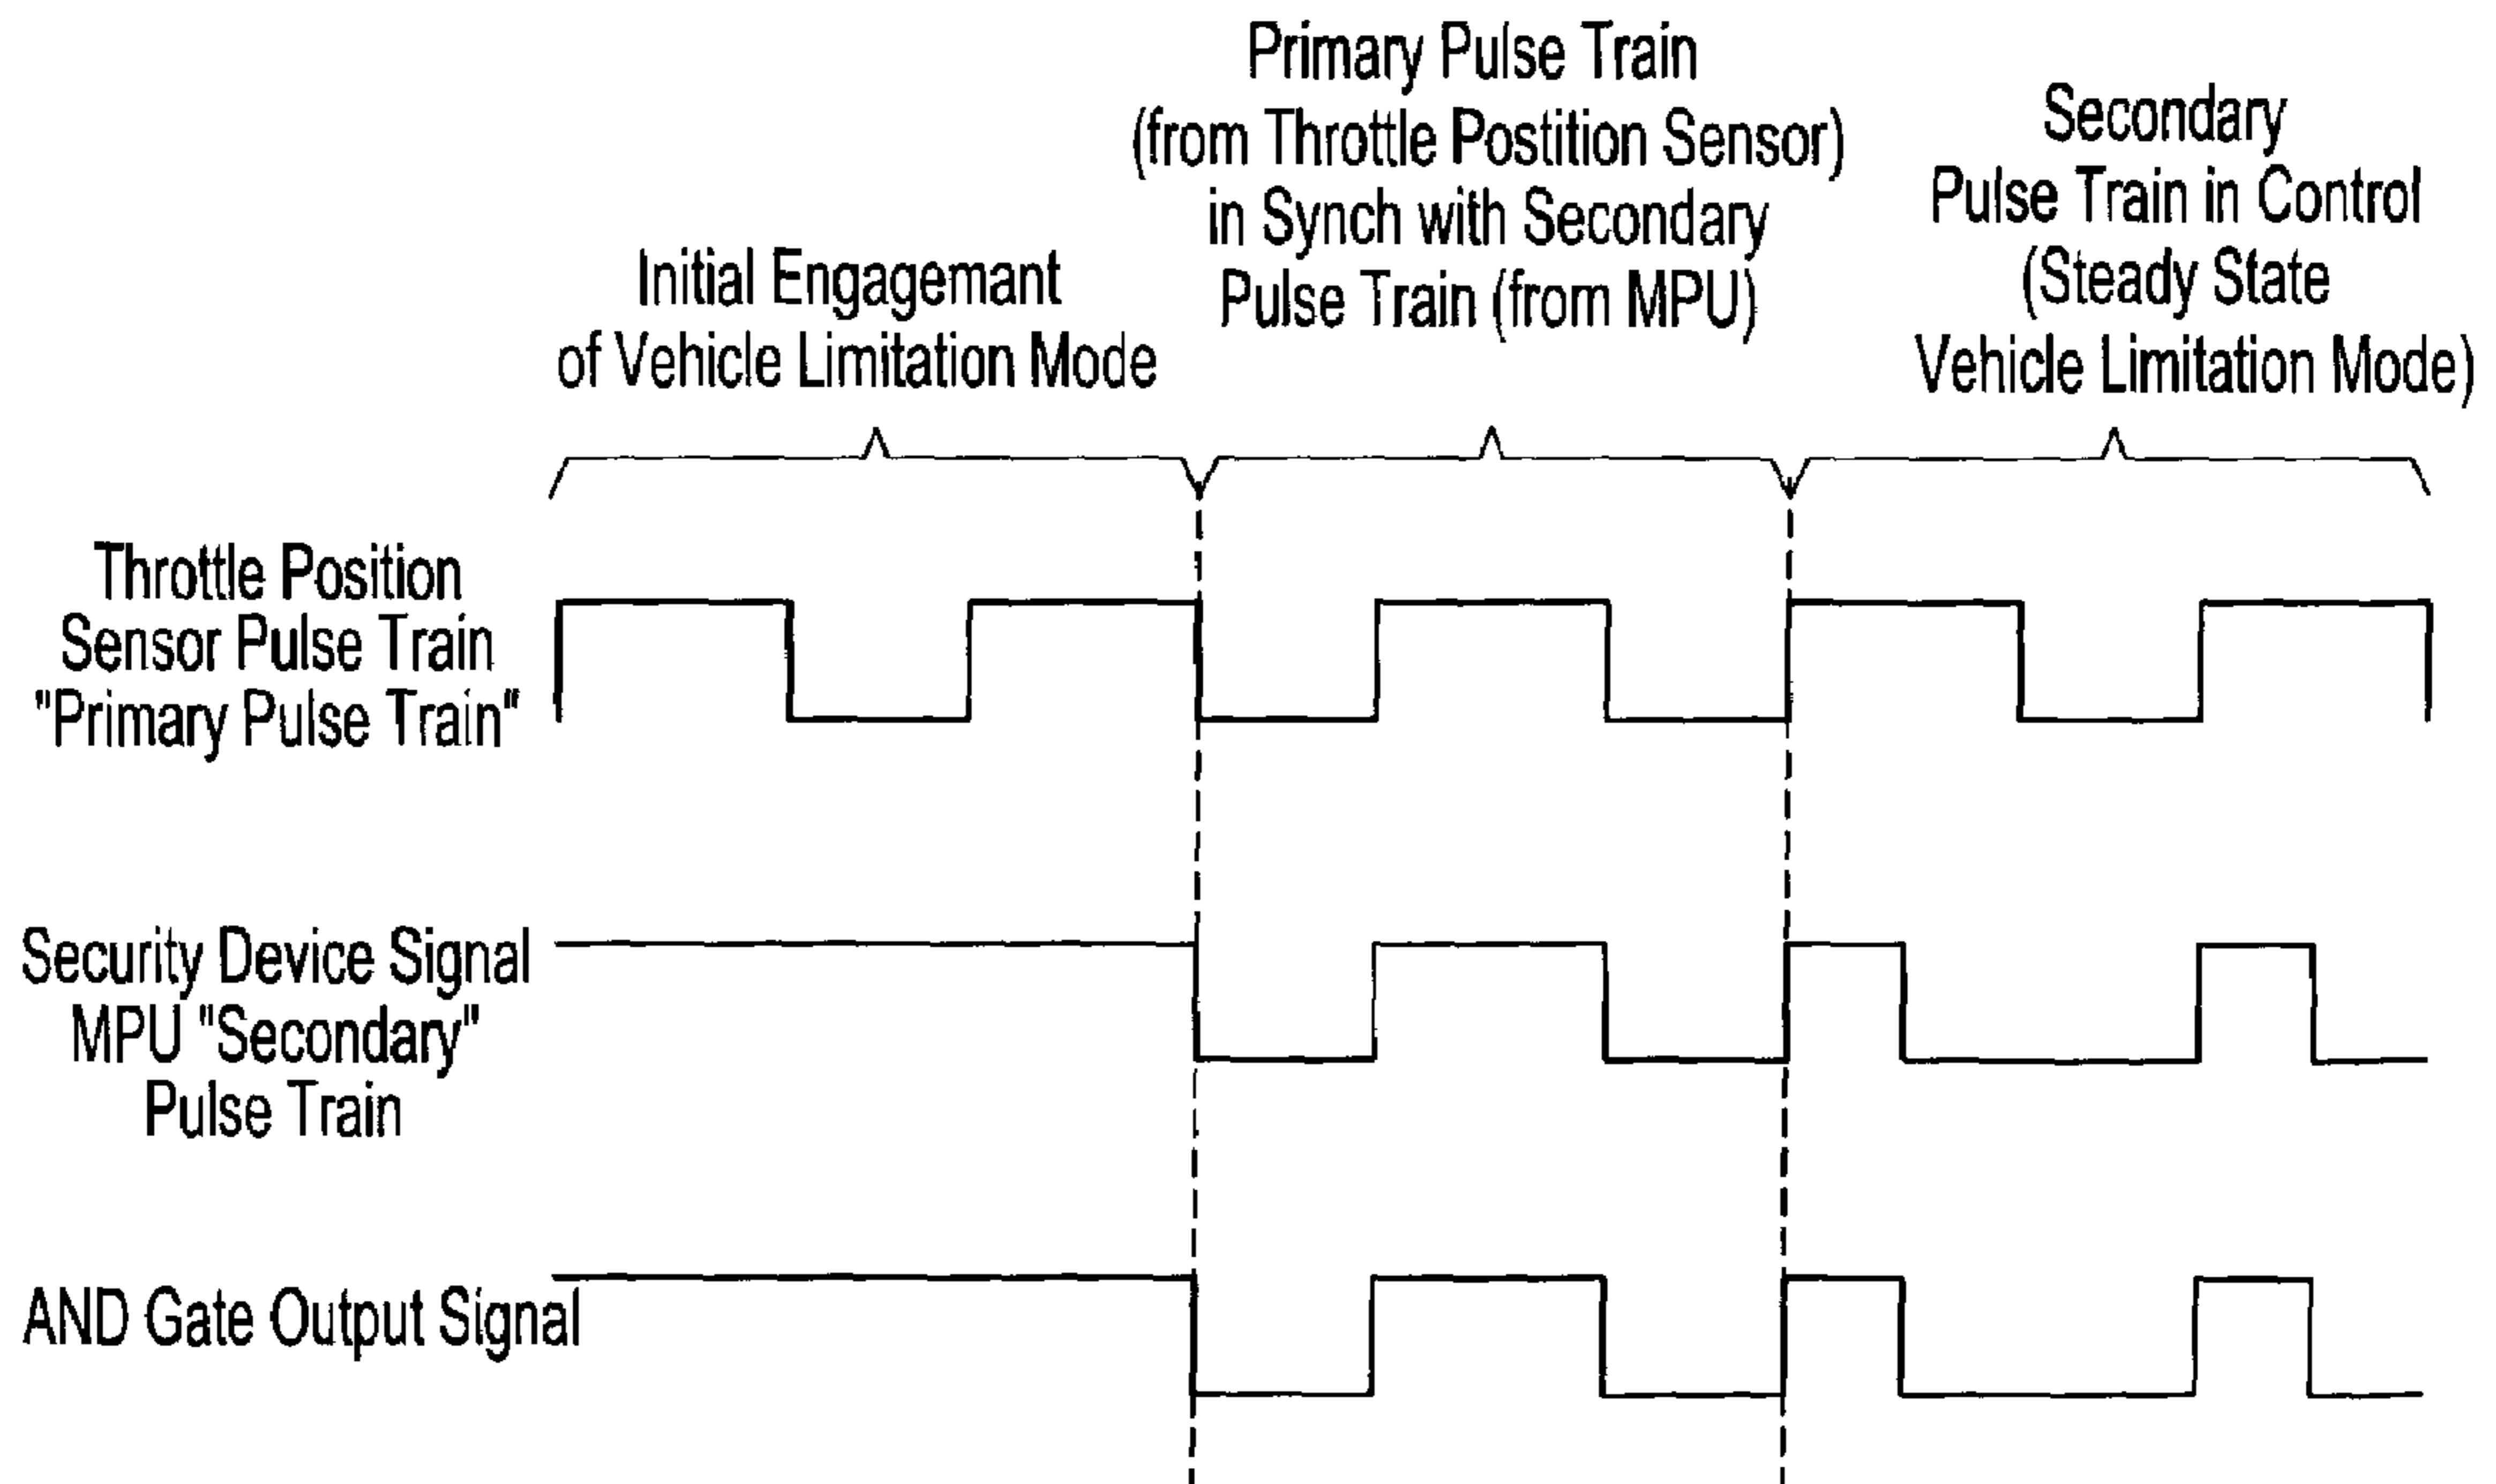 Primary Pulse Train
(from Throttle Postition Sensor)
in Synch with Secondary
Pulse Train (from MPU)
Secondary
Pulse Train in Control
(Steady State
Vehicle Limitation Mode)
Initial Engagemant
of Vehicle Limitation Mode
Throttle Position
Sensor Pulse Train
"Primary Pulse Train"
Security Device Signal
MPU "Secondary"
Pulse Train
AND Gate Output Signal